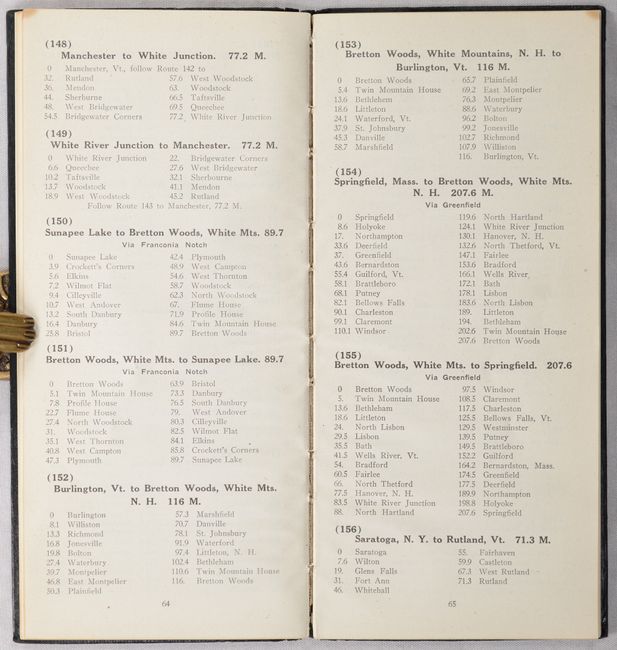 (148)
Manchester to White Junction. 77.2 M.
0 Manchester, Vt., follow Route 142 to
32. Rutland 57.6 West Woodstock
36. Mendon 63. Woodstock
44. Sherburne 66.5 Taftsville
48. West Bridgewater 69.5 Queechee
54.5 Bridgewater Corners 77.2 White River Junction
(149)
White River Junction to Manchester. 77.2 M.
0 White River Junction 22. Bridgewater Corners
6.6 Queechee 27.6 West Bridgewater
10.2 Taftsville 32.1 Sherbourne
13.7 Woodstock 41.1 Mendon
18.9 West Woodstock 45.2 Rutland
Follow Route 143 to Manchester, 77.2 M.
(150)
Sunapee Lake to Bretton Woods, White Mts. 89.7
Via Franconia Notch
0 Sunapee Lake 42.4 Plymouth
3.9 Crockett's Corners 48.9 West Campton
5.6 Elkins 54.6 West Thornton
7.2 Wilmot Flat 58.7 Woodstock
9.4 Cilleyville 62.3 North Woodstock
10.7 West Andover 67. Flume House
13.2 South Danbury 71.9 Profile House
16.4 Danbury 84.6 Twin Mountain House
25.8 Bristol 89.7 Bretton Woods
(151)
Bretton Woods, White Mts. to Sunapee Lake. 89.7
Via Franconia Notch
0 Bretton Woods 63.9 Bristol
5.1 Twin Mountain House 73.3 Danbury
7.8 Profile House 76.5 South Danbury
22.7 Flume House 79. West Andover
27.4 North Woodstock 80.3 Cilleyville
31. Woodstock 82.5 Wilmot Flat
35.1 West Thornton 84.1 Elkins
40.8 West Campton 85.8 Crockett's Corners
47.3 Plymouth 89.7 Sunapee Lake
(152)
Burlington, Vt. to Bretton Woods, White Mts.
N. H. 116 M.
0 Burlington 57.3 Marshfield
8.1 Williston 70.7 Danville
13.3 Richmond 78.1 St. Johnsbury
16.8 Jonesville 91.9 Waterford
19.8 Bolton 97.4 Littleton, N. H.
27.4 Waterbury 102.4 Bethleham
39.7 Montpelier 110.6 Twin Mountain House
46.8 East Montpelier 116. Bretton Woods
50.3 Plainfield
64
(153)
Bretton Woods, White Mountains, N. H. to
Burlington, Vt. 116 M.
0 Bretton Woods 65.7 Plainfield
5.4 Twin Mountain House 69.2 East Montpelier
13.6 Bethleham 76.3 Montpelier
18.6 Littleton 88.6 Waterbury
24.1 Waterford, Vt. 96.2 Bolton
37.9 St. Johnsbury 99.2 Jonesville
45.3 Danville 102.7 Richmond
58.7 Marshfield 107.9 Williston
116. Burlington, Vt.
(154)
Springfield, Mass. to Bretton Woods, White Mts.
N. H. 207.6 M.
Via Greenfield
0 Springfield 119.6 North Hartland
8.6 Holyoke 124.1 White River Junction
17. Northampton 130.1 Hanover, N. H.
33.6 Deerfield 132.6 North Thetford, Vt.
37. Greenfield 147.1 Fairlee
43.6 Bernardston 153.6 Bradford
55.4 Guilford, Vt. 166.1 Wells River,
58.1 Brattleboro 172.1 Bath
68.1 Putney 178.1 Lisbon
82.1 Bellows Falls 183.6 North Lisbon
90.1 Charleston 189. Littleton
99.1 Claremont 194. Bethleham
110.1 Windsor 202.6 Twin Mountain House
207.6 Bretton Woods
(155)
Bretton Woods, White Mts. to Springfield. 207.6
Via Greenfield
0 Bretton Woods 97.5 Windsor
5. Twin Mountain House 108.5 Claremont
13.6 Bethleham 117.5 Charleston
18.6 Littleton 125.5 Bellows Falls, Vt.
24. North Lisbon 129.5 Westminster
29.5 Lisbon 139.5 Putney
35.5 Bath 149.5 Brattleboro
41.5 Wells River, Vt. 152.2 Guilford
54. Bradford 164.2 Bernardston, Mass.
60.5 Fairlee 174.5 Greenfield
66. North Thetford 177.5 Deerfield
77.5 Hanover, N. H. 189.9 Northampton
83.5 White River Junction 198.8 Holyoke
88. North Hartland 207.6 Springfield
(156)
Saratoga, N. Y. to Rutland, Vt. 71.3 M.
0 Saratoga 55. Fairhaven
7.6 Wilton 59.9 Castleton
19. Glens Falls 67.3 West Rutland
31. Fort Ann 71.3 Rutland
46. Whitehall
65